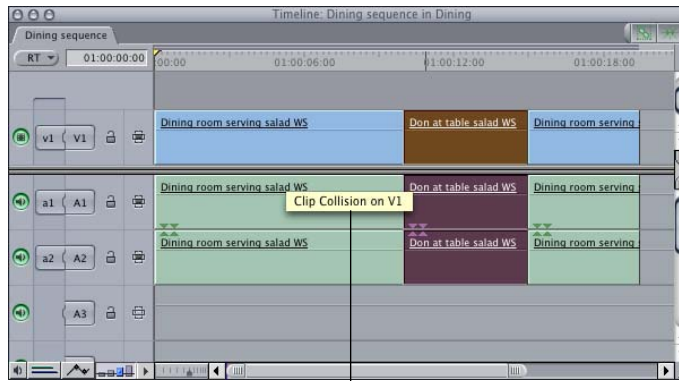 Timeline: Dining sequence in Dining
Dining sequence
RT 01:00:00:00 00:00 01:00:06:00 01:00:12:00 01:00:18:00
v1 V1 Dining room serving salad WS Don at table salad WS Dining room serving
a1 A1 Dining room serving salad WS Don at table salad WS Dining room serving
Clip Collision on V1
a2 A2 Dining room serving salad WS Don at table salad WS Dining room serving
A3